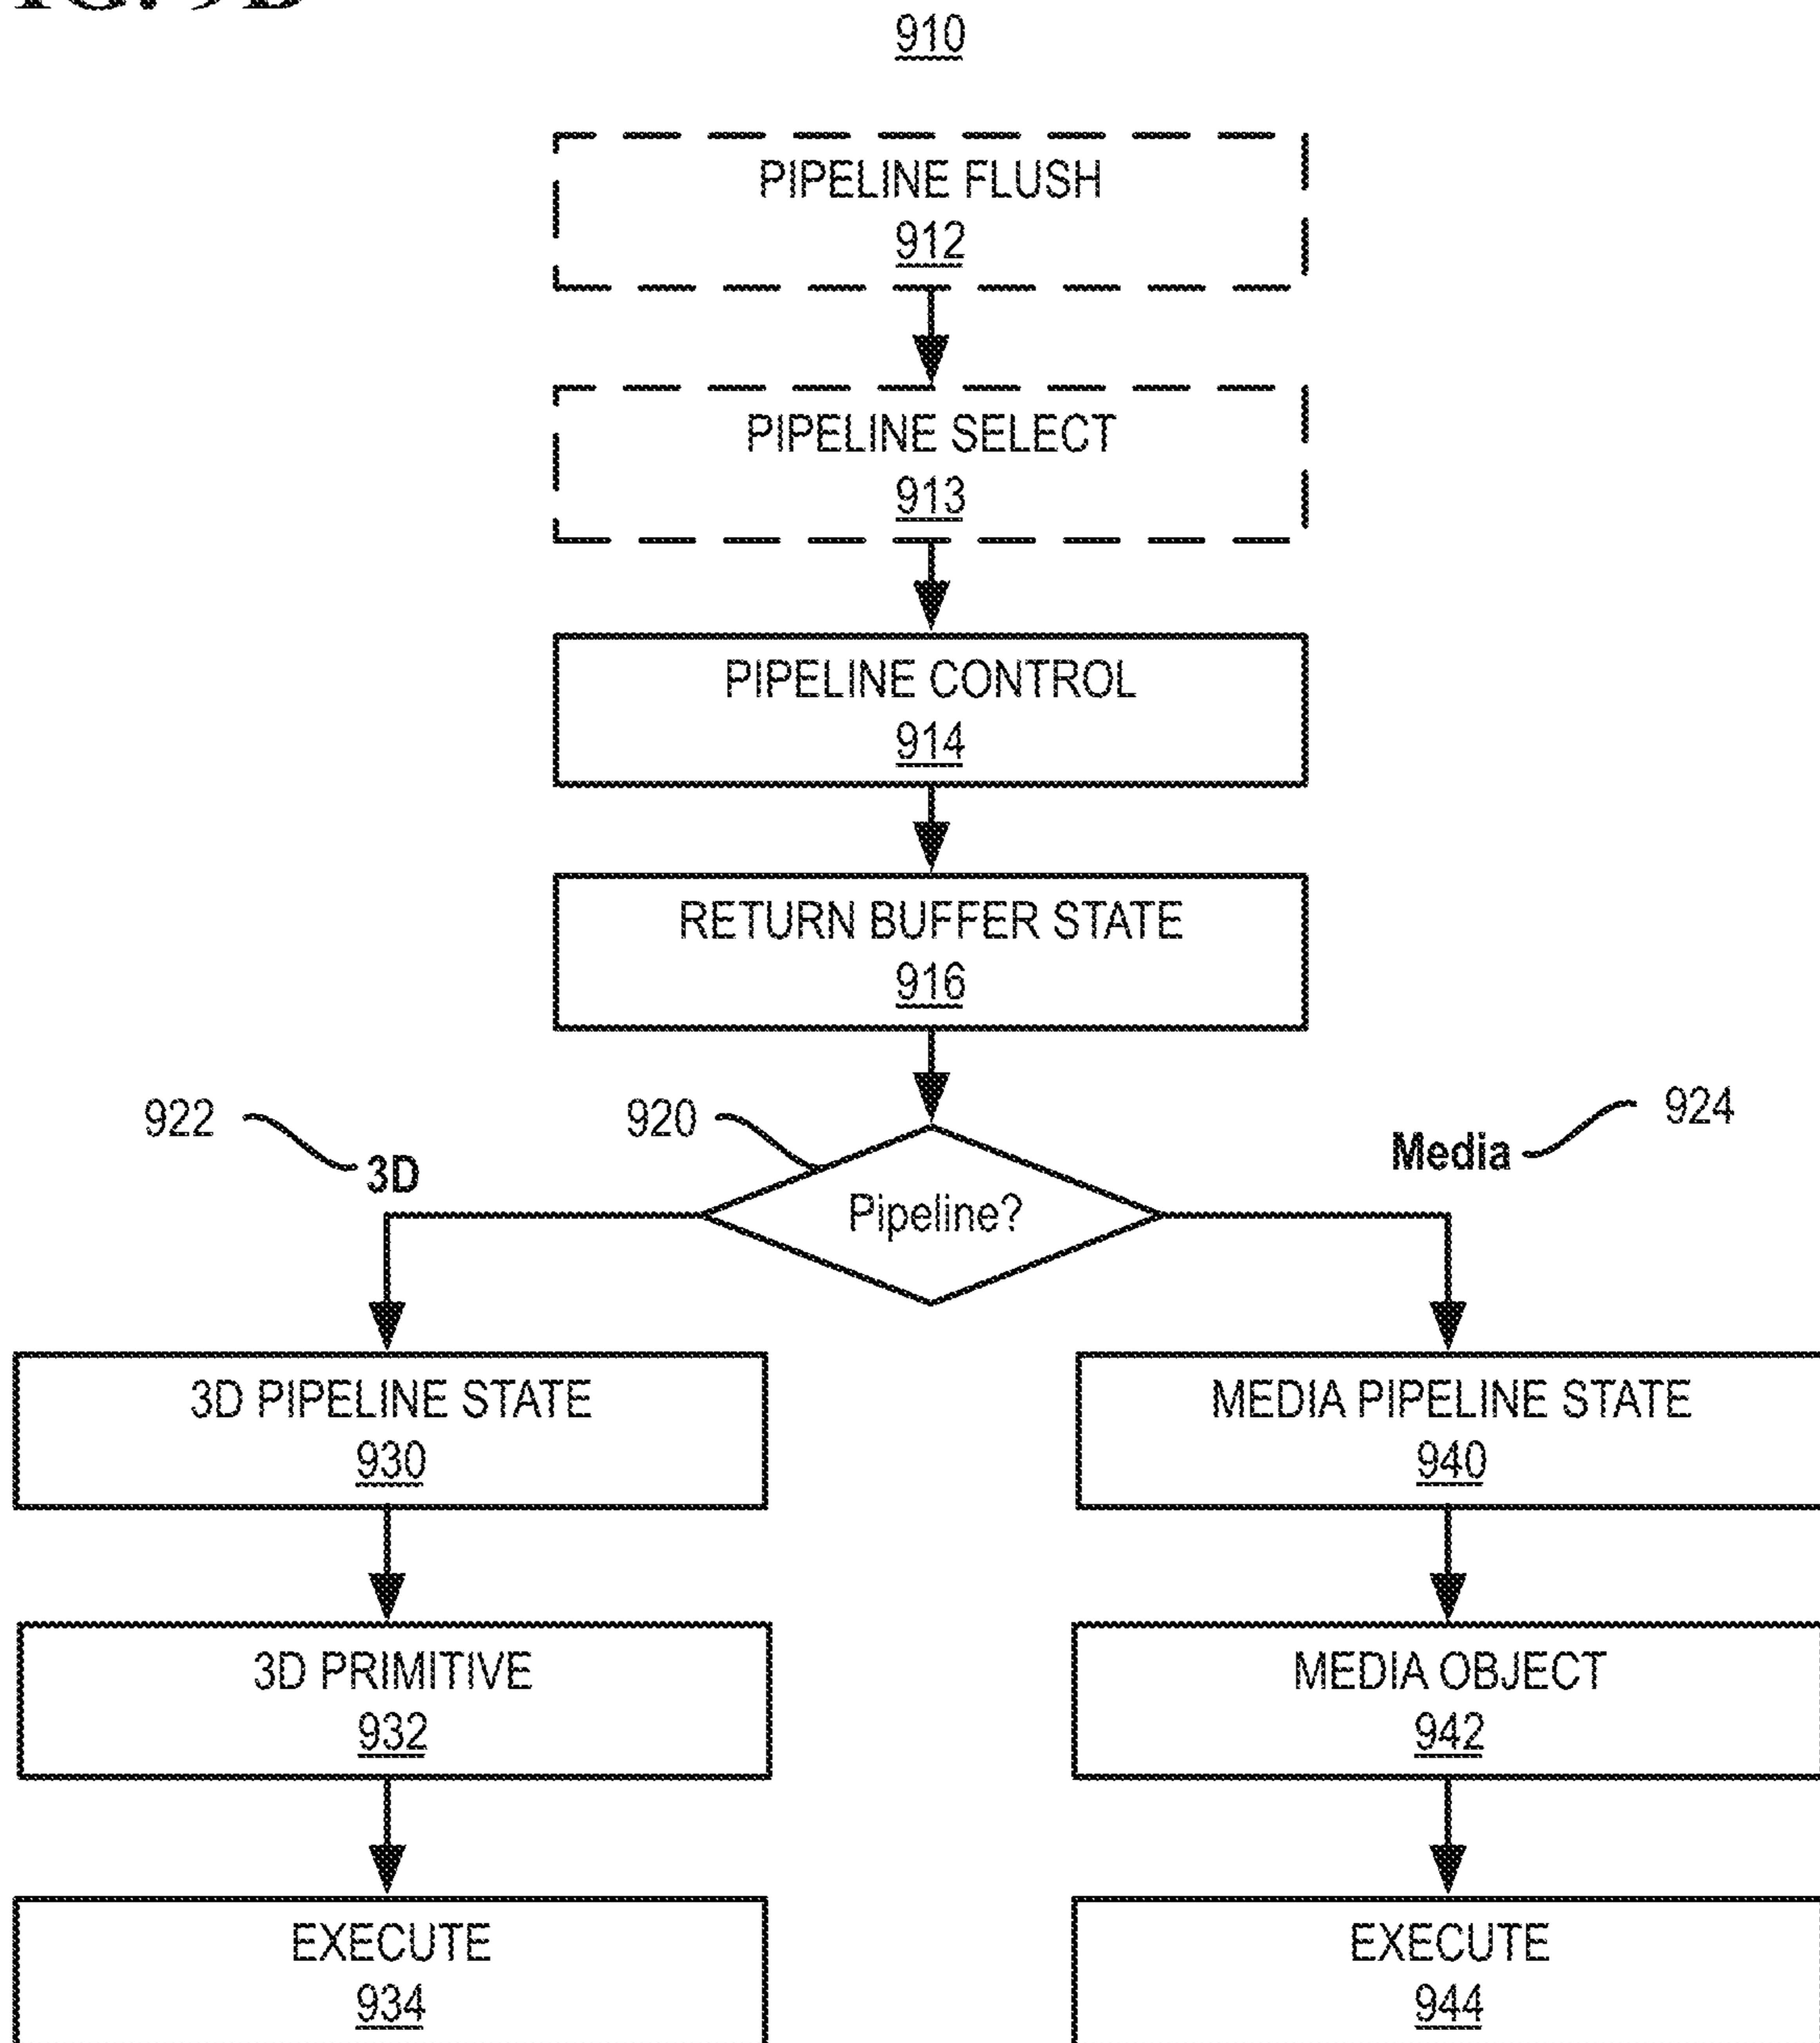 910
PIPELINE FLUSH
912
PIPELINE SELECT
913
PIPELINE CONTROL
914
RETURN BUFFER STATE
916
922
920
924
3D
Media
Pipeline?
3D PIPELINE STATE
930
MEDIA PIPELINE STATE
940
3D PRIMITIVE
932
MEDIA OBJECT
942
EXECUTE
934
EXECUTE
944